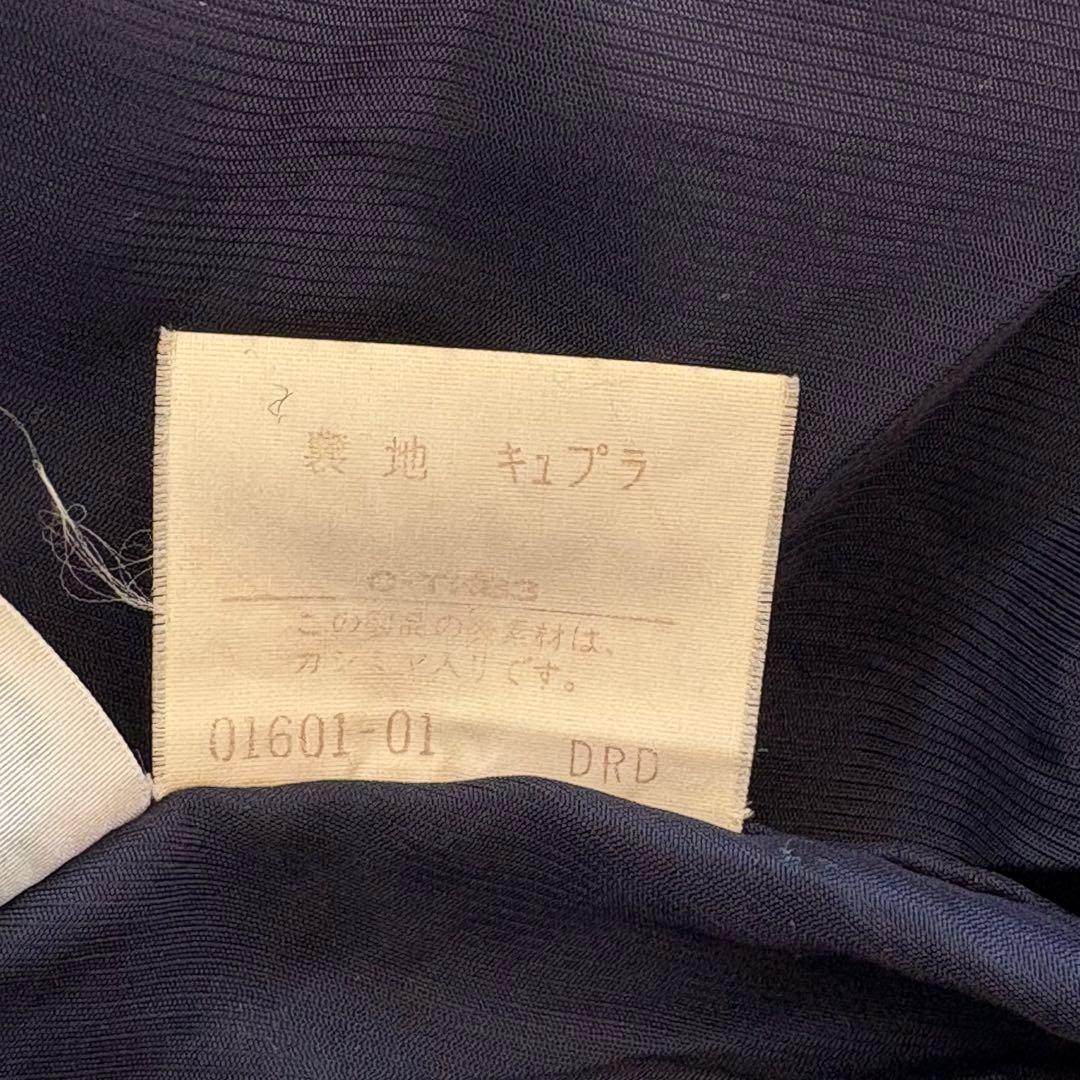 裏地 キュプラ
この製品の表素材は、
カシミヤ入りです。
01601-01 DRD